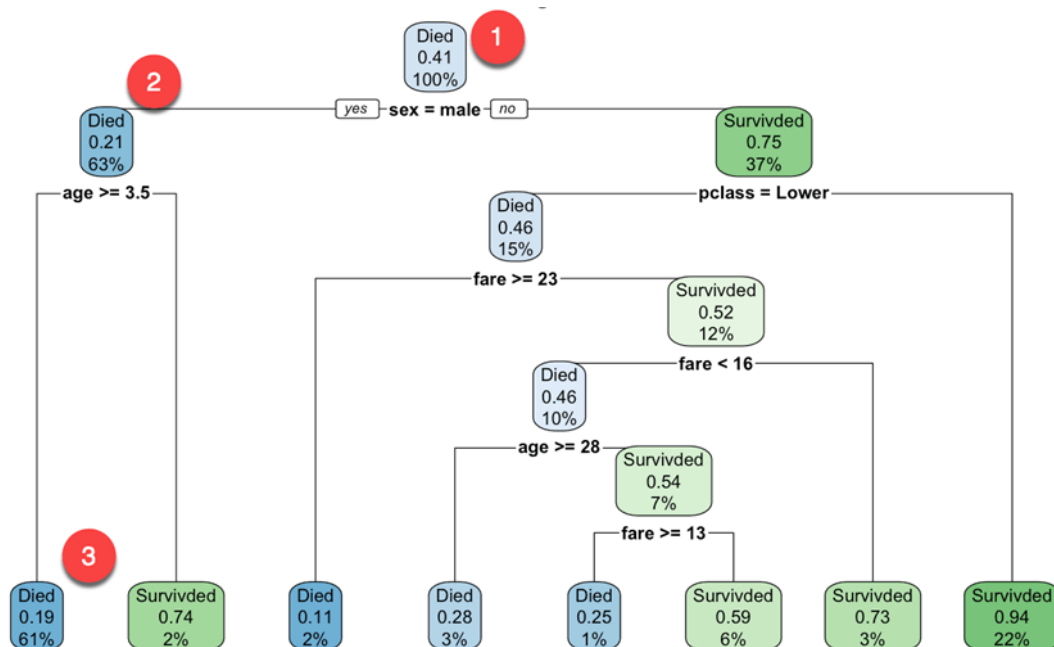 Died
0.41
100%
1
2
yes
sex = male
no
Died
0.21
63%
Survivded
0.75
37%
age >= 3.5
pclass = Lower
Died
0.46
15%
fare >= 23
Survivded
0.52
12%
fare < 16
Died
0.46
10%
age >= 28
Survivded
0.54
7%
fare >= 13
3
Died
0.19
61%
Survivded
0.74
2%
Died
0.11
2%
Died
0.28
3%
Died
0.25
1%
Survivded
0.59
6%
Survivded
0.73
3%
Survivded
0.94
22%